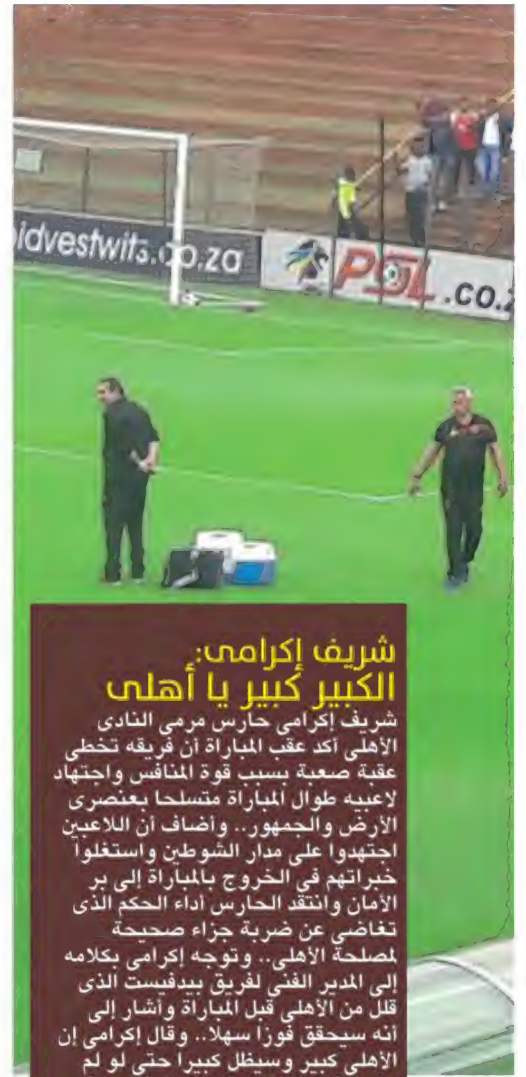 idvestwits.co.za
PSL.co.z
شريف إكرامى:
الكبير كبير يا أهلى
شريف إكرامى حارس مرمى النادى
الأهلى أكد عقب المباراة أن فريقه تخطى
عقبة صعبة بسبب قوة المنافس واجتهاد
لاعبيه طوال المباراة متسلحا بعنصرى
الأرض والجمهور.. وأضاف أن اللاعبين
اجتهدوا على مدار الشوطين واستغلوا
خبراتهم فى الخروج بالمباراة إلى بر
الأمان وانتقد الحارس أداء الحكم الذى
تغاضى عن ضربة جزاء صحيحة
لمصلحة الأهلى.. وتوجه إكرامى بكلامه
إلى المدير الفنى لفريق بيدفيست الذى
قلل من الأهلى قبل المباراة وأشار إلى
أنه سيحقق فوزا سهلا.. وقال إكرامى إن
الأهلى كبير وسيظل كبيرا حتى لو لم